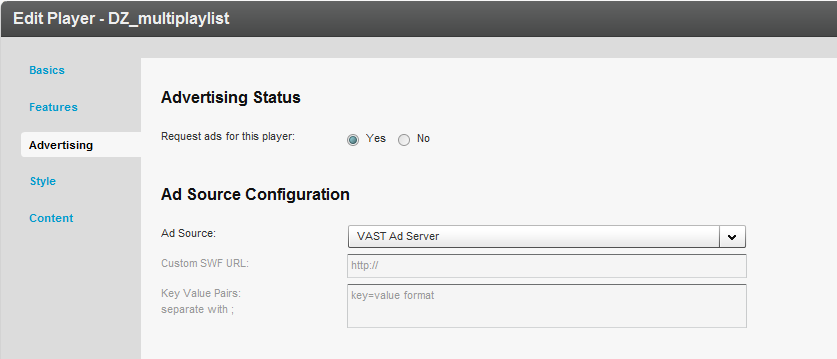 Edit Player - DZ_multiplaylist
Basics
Features
Advertising
Style
Content
Advertising Status
Request ads for this player: Yes No
Ad Source Configuration
Ad Source: VAST Ad Server
Custom SWF URL: http://
Key Value Pairs: key=value format
separate with ;